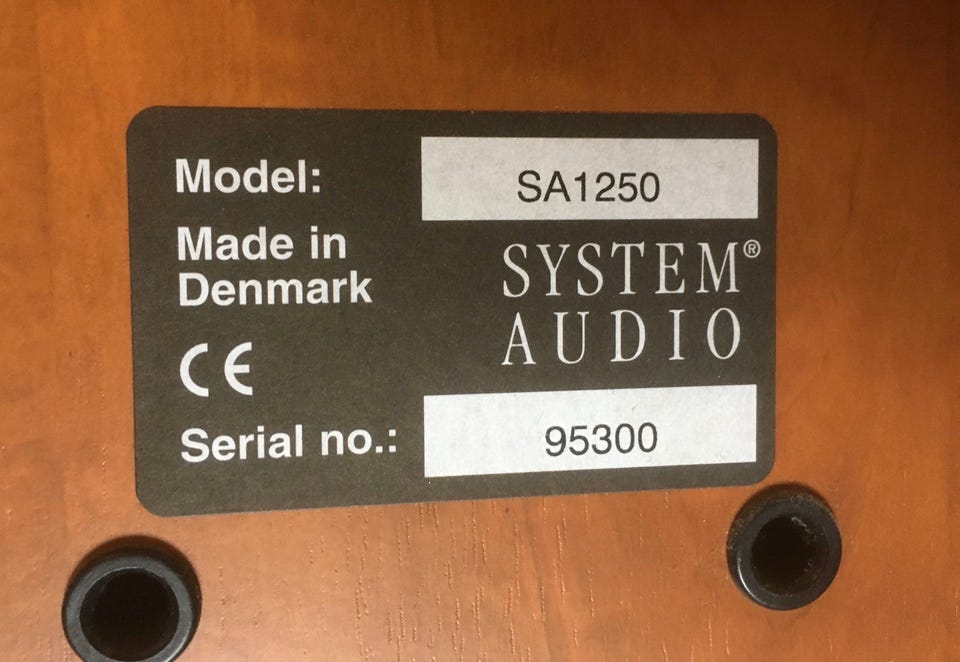 Model: SA1250
Made in
Denmark
SYSTEM®
AUDIO
CE
Serial no.: 95300